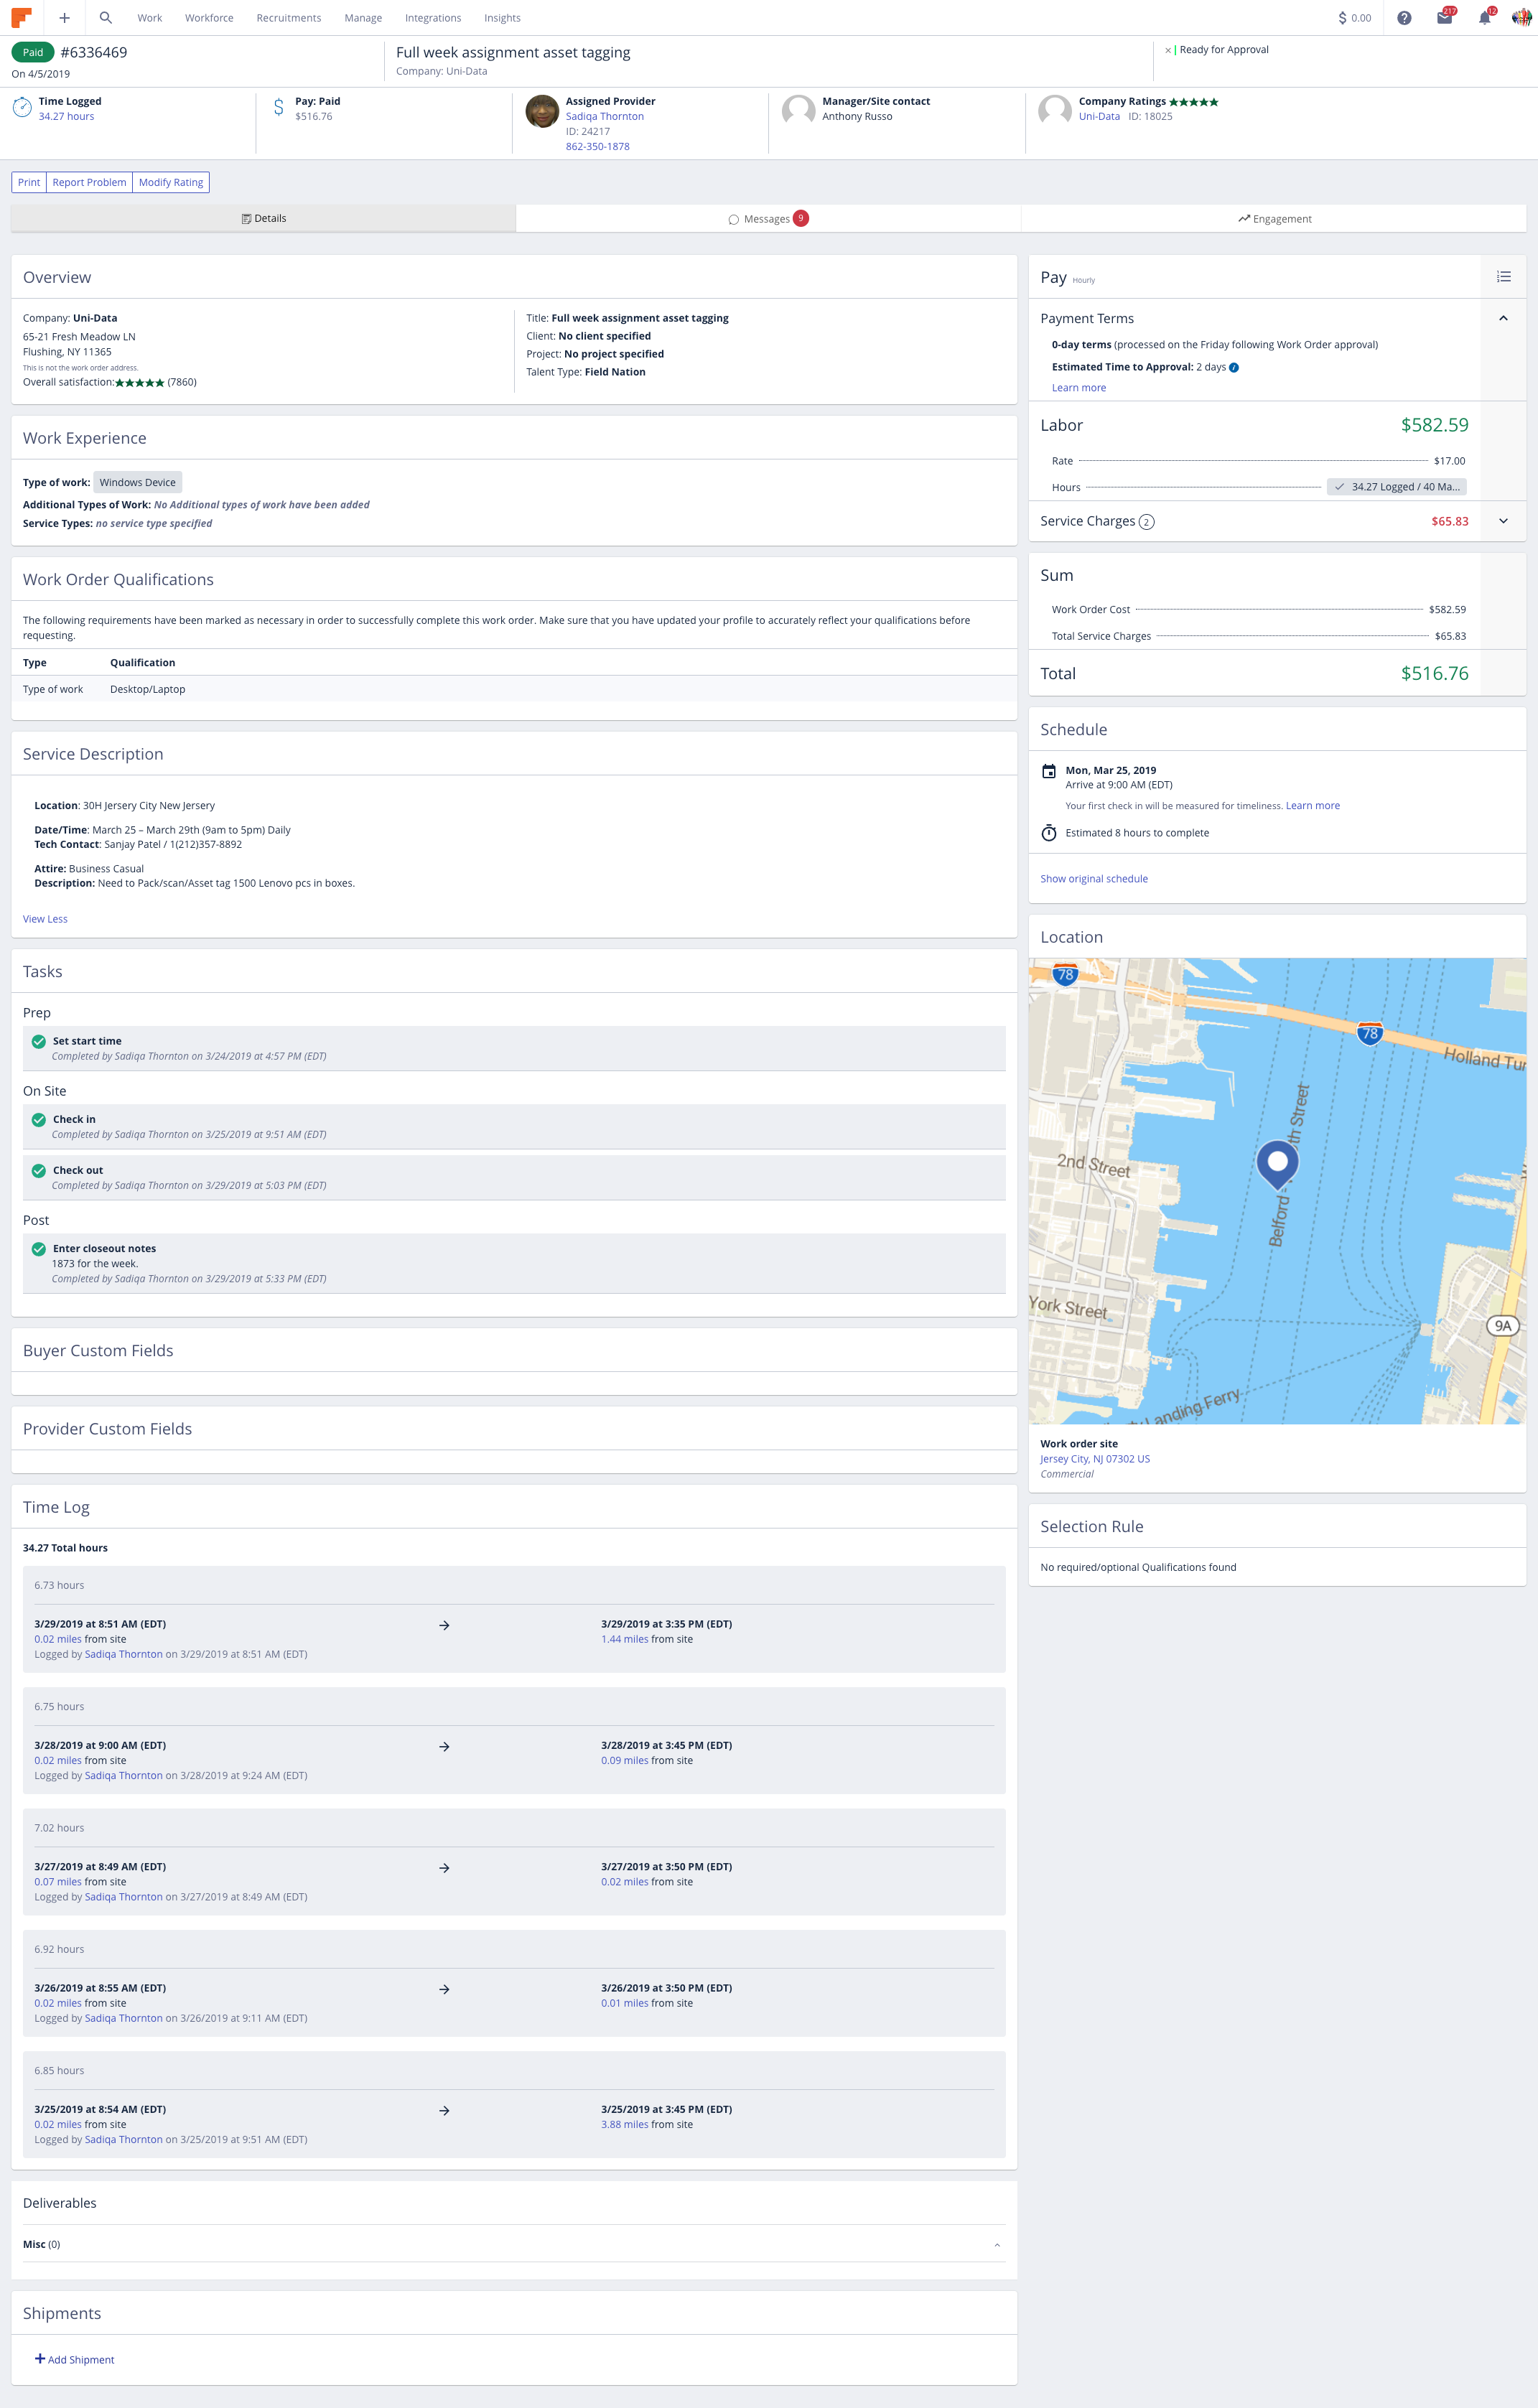 Work Workforce Recruitments Manage Integrations Insights
$ 0.00 217 12
Paid #6336469
On 4/5/2019
Full week assignment asset tagging
Company: Uni-Data
× | Ready for Approval
Time Logged
34.27 hours
Pay: Paid
$516.76
Assigned Provider
Sadiqa Thornton
ID: 24217
862-350-1878
Manager/Site contact
Anthony Russo
Company Ratings ★★★★★
Uni-Data ID: 18025
Print Report Problem Modify Rating
Details
Messages 9
Engagement
Overview
Company: Uni-Data
65-21 Fresh Meadow LN
Flushing, NY 11365
This is not the work order address.
Overall satisfaction:★★★★★ (7860)
Title: Full week assignment asset tagging
Client: No client specified
Project: No project specified
Talent Type: Field Nation
Work Experience
Type of work: Windows Device
Additional Types of Work: No Additional types of work have been added
Service Types: no service type specified
Work Order Qualifications
The following requirements have been marked as necessary in order to successfully complete this work order. Make sure that you have updated your profile to accurately reflect your qualifications before
requesting.
Type Qualification
Type of work Desktop/Laptop
Service Description
Location: 30H Jersery City New Jersery
Date/Time: March 25 – March 29th (9am to 5pm) Daily
Tech Contact: Sanjay Patel / 1(212)357-8892
Attire: Business Casual
Description: Need to Pack/scan/Asset tag 1500 Lenovo pcs in boxes.
View Less
Tasks
Prep
Set start time
Completed by Sadiqa Thornton on 3/24/2019 at 4:57 PM (EDT)
On Site
Check in
Completed by Sadiqa Thornton on 3/25/2019 at 9:51 AM (EDT)
Check out
Completed by Sadiqa Thornton on 3/29/2019 at 5:03 PM (EDT)
Post
Enter closeout notes
1873 for the week.
Completed by Sadiqa Thornton on 3/29/2019 at 5:33 PM (EDT)
Buyer Custom Fields
Provider Custom Fields
Time Log
34.27 Total hours
6.73 hours
3/29/2019 at 8:51 AM (EDT)
0.02 miles from site
Logged by Sadiqa Thornton on 3/29/2019 at 8:51 AM (EDT)
3/29/2019 at 3:35 PM (EDT)
1.44 miles from site
6.75 hours
3/28/2019 at 9:00 AM (EDT)
0.02 miles from site
Logged by Sadiqa Thornton on 3/28/2019 at 9:24 AM (EDT)
3/28/2019 at 3:45 PM (EDT)
0.09 miles from site
7.02 hours
3/27/2019 at 8:49 AM (EDT)
0.07 miles from site
Logged by Sadiqa Thornton on 3/27/2019 at 8:49 AM (EDT)
3/27/2019 at 3:50 PM (EDT)
0.02 miles from site
6.92 hours
3/26/2019 at 8:55 AM (EDT)
0.02 miles from site
Logged by Sadiqa Thornton on 3/26/2019 at 9:11 AM (EDT)
3/26/2019 at 3:50 PM (EDT)
0.01 miles from site
6.85 hours
3/25/2019 at 8:54 AM (EDT)
0.02 miles from site
Logged by Sadiqa Thornton on 3/25/2019 at 9:51 AM (EDT)
3/25/2019 at 3:45 PM (EDT)
3.88 miles from site
Deliverables
Misc (0)
Shipments
Add Shipment
Pay Hourly
Payment Terms
0-day terms (processed on the Friday following Work Order approval)
Estimated Time to Approval: 2 days
Learn more
Labor $582.59
Rate $17.00
Hours 34.27 Logged / 40 Ma...
Service Charges 2 $65.83
Sum
Work Order Cost $582.59
Total Service Charges $65.83
Total $516.76
Schedule
Mon, Mar 25, 2019
Arrive at 9:00 AM (EDT)
Your first check in will be measured for timeliness. Learn more
Estimated 8 hours to complete
Show original schedule
Location
78
78
Holland Tur
2nd Street
th Street
Belford
York Street
9A
Landing Ferry
Work order site
Jersey City, NJ 07302 US
Commercial
Selection Rule
No required/optional Qualifications found